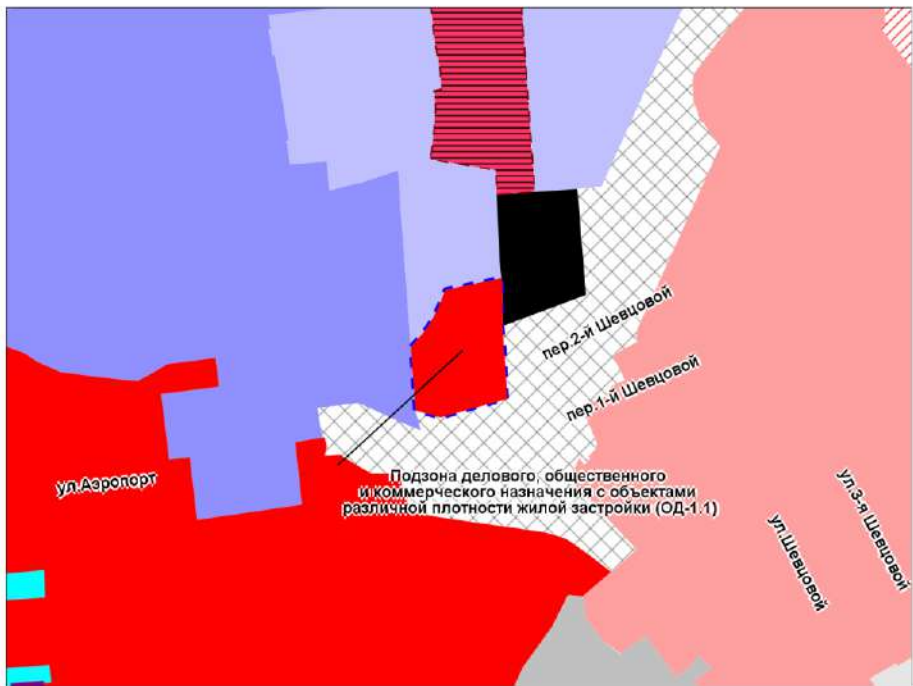 пер.2-й Шевцовой
пер.1-й Шевцовой
ул.Аэропорт
Подзона делового, общественного
и коммерческого назначения с объектами
различной плотности жилой застройки (ОД-1.1)
ул.Шевцовой
ул.3-я Шевцовой